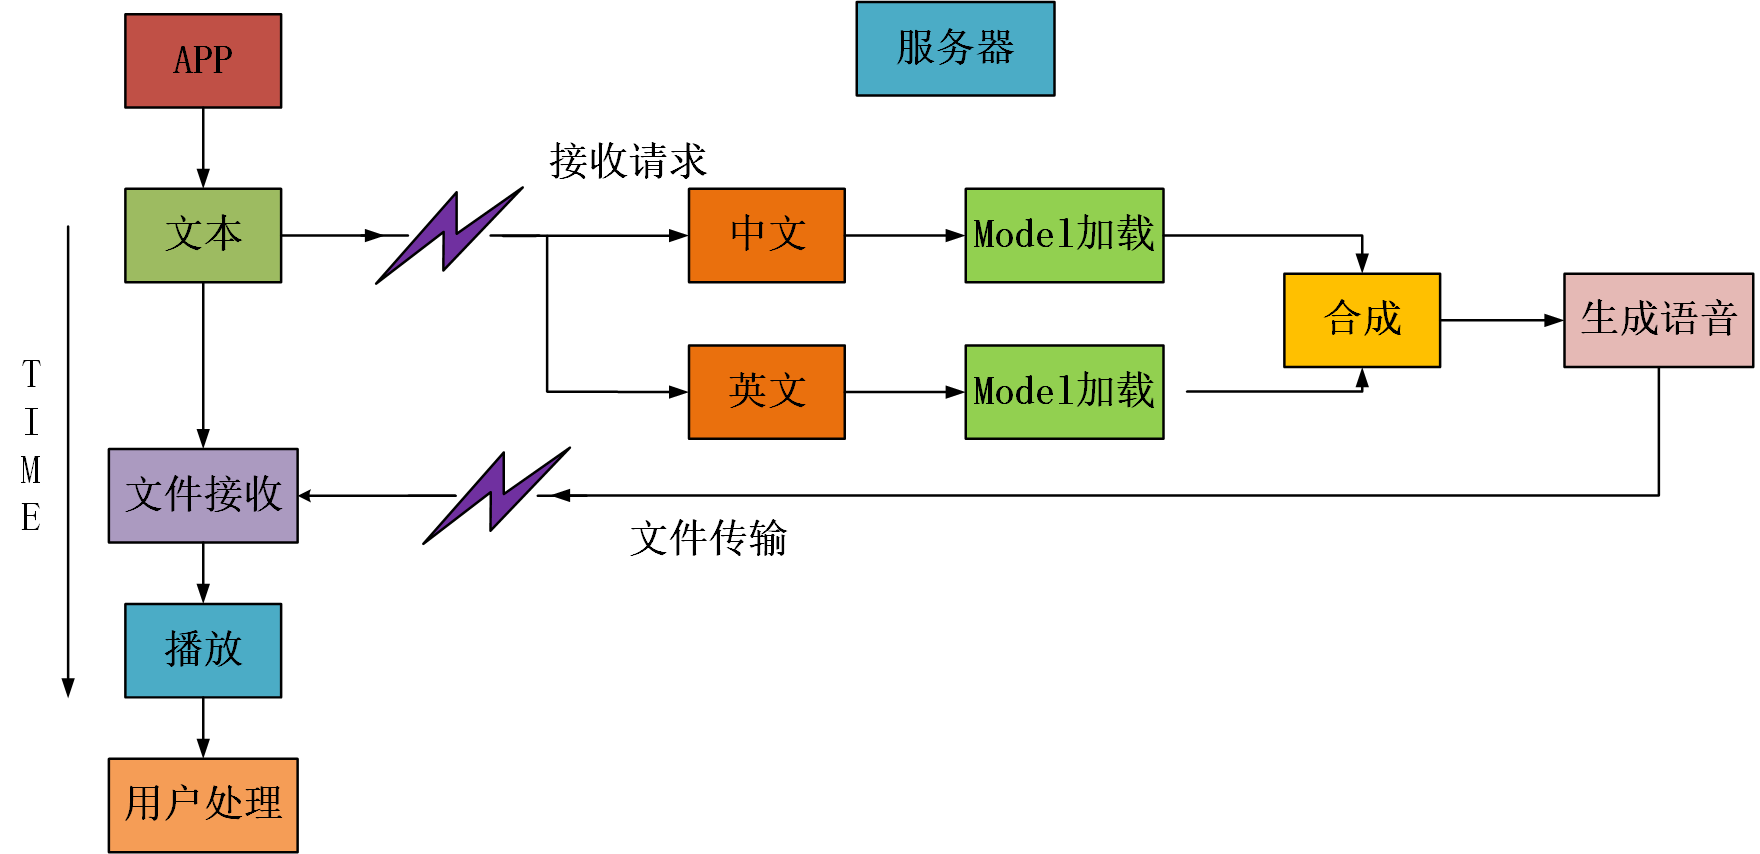 APP
服务器
接收请求
文本
中文
Model加载
合成
生成语音
英文
Model加载
TIME
文件接收
文件传输
播放
用户处理